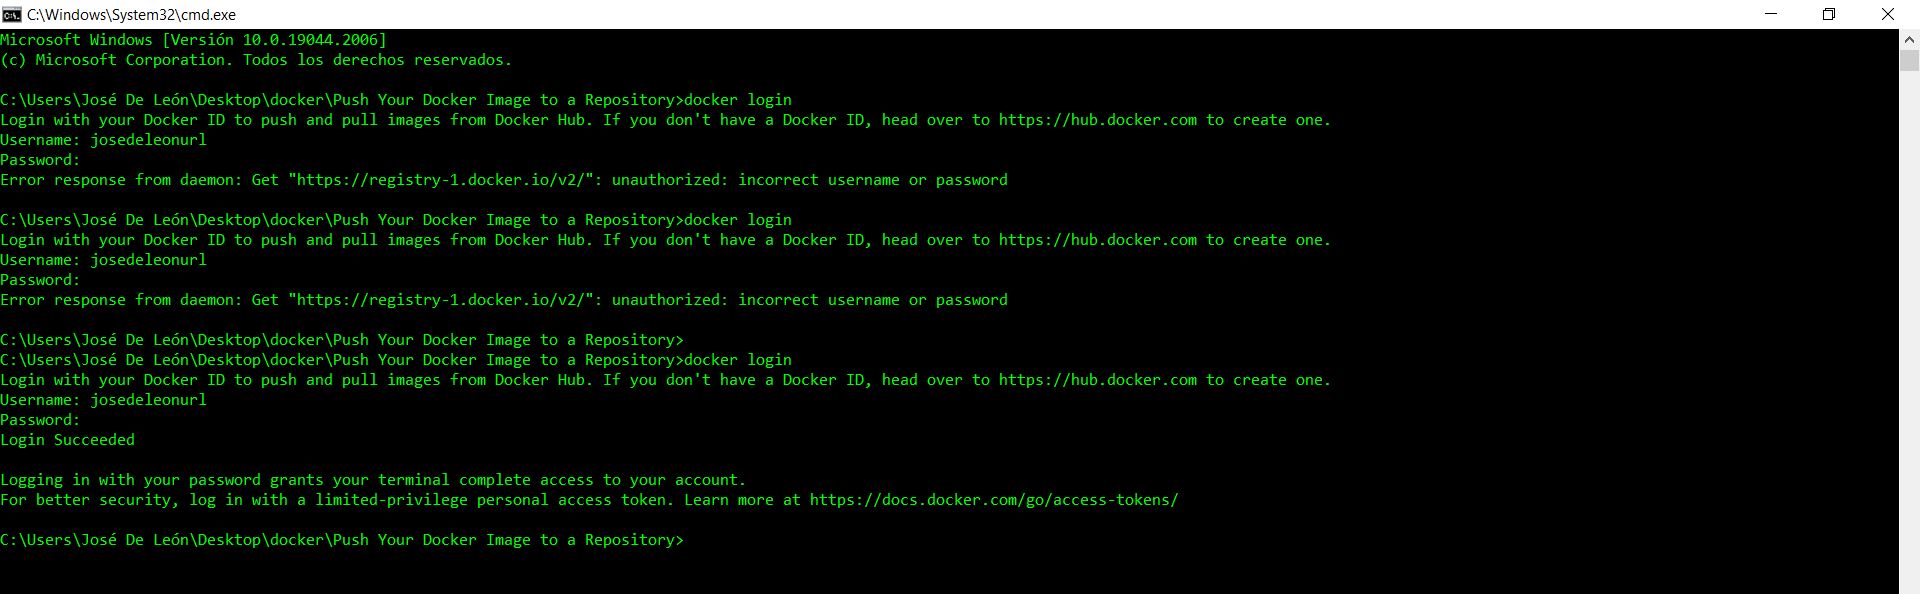 C:\Windows\System32\cmd.exe
Microsoft Windows [Versión 10.0.19044.2006]
(c) Microsoft Corporation. Todos los derechos reservados.
C:\Users\José De León\Desktop\docker\Push Your Docker Image to a Repository>docker login
Login with your Docker ID to push and pull images from Docker Hub. If you don't have a Docker ID, head over to https://hub.docker.com to create one.
Username: josedeleonurl
Password:
Error response from daemon: Get "https://registry-1.docker.io/v2/": unauthorized: incorrect username or password
C:\Users\José De León\Desktop\docker\Push Your Docker Image to a Repository>docker login
Login with your Docker ID to push and pull images from Docker Hub. If you don't have a Docker ID, head over to https://hub.docker.com to create one.
Username: josedeleonurl
Password:
Error response from daemon: Get "https://registry-1.docker.io/v2/": unauthorized: incorrect username or password
C:\Users\José De León\Desktop\docker\Push Your Docker Image to a Repository>
C:\Users\José De León\Desktop\docker\Push Your Docker Image to a Repository>docker login
Login with your Docker ID to push and pull images from Docker Hub. If you don't have a Docker ID, head over to https://hub.docker.com to create one.
Username: josedeleonurl
Password:
Login Succeeded
Logging in with your password grants your terminal complete access to your account.
For better security, log in with a limited-privilege personal access token. Learn more at https://docs.docker.com/go/access-tokens/
C:\Users\José De León\Desktop\docker\Push Your Docker Image to a Repository>